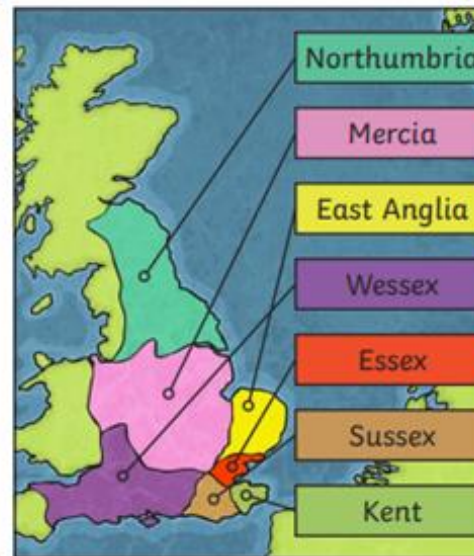 Northumbria
Mercia
East Anglia
Wessex
Essex
Sussex
Kent